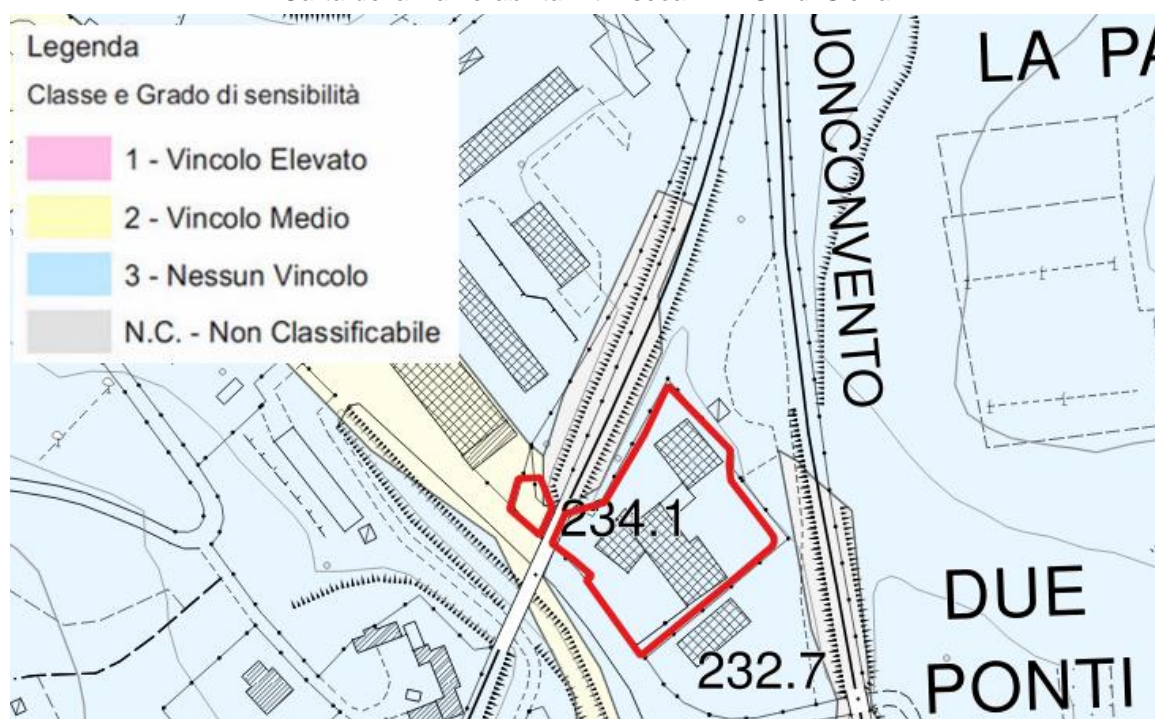 Legenda
Classe e Grado di sensibilità
1 - Vincolo Elevato
2 - Vincolo Medio
3 - Nessun Vincolo
N.C. - Non Classificabile
LA PA
UONCONVENTO
234.1
232.7
DUE
PONTI